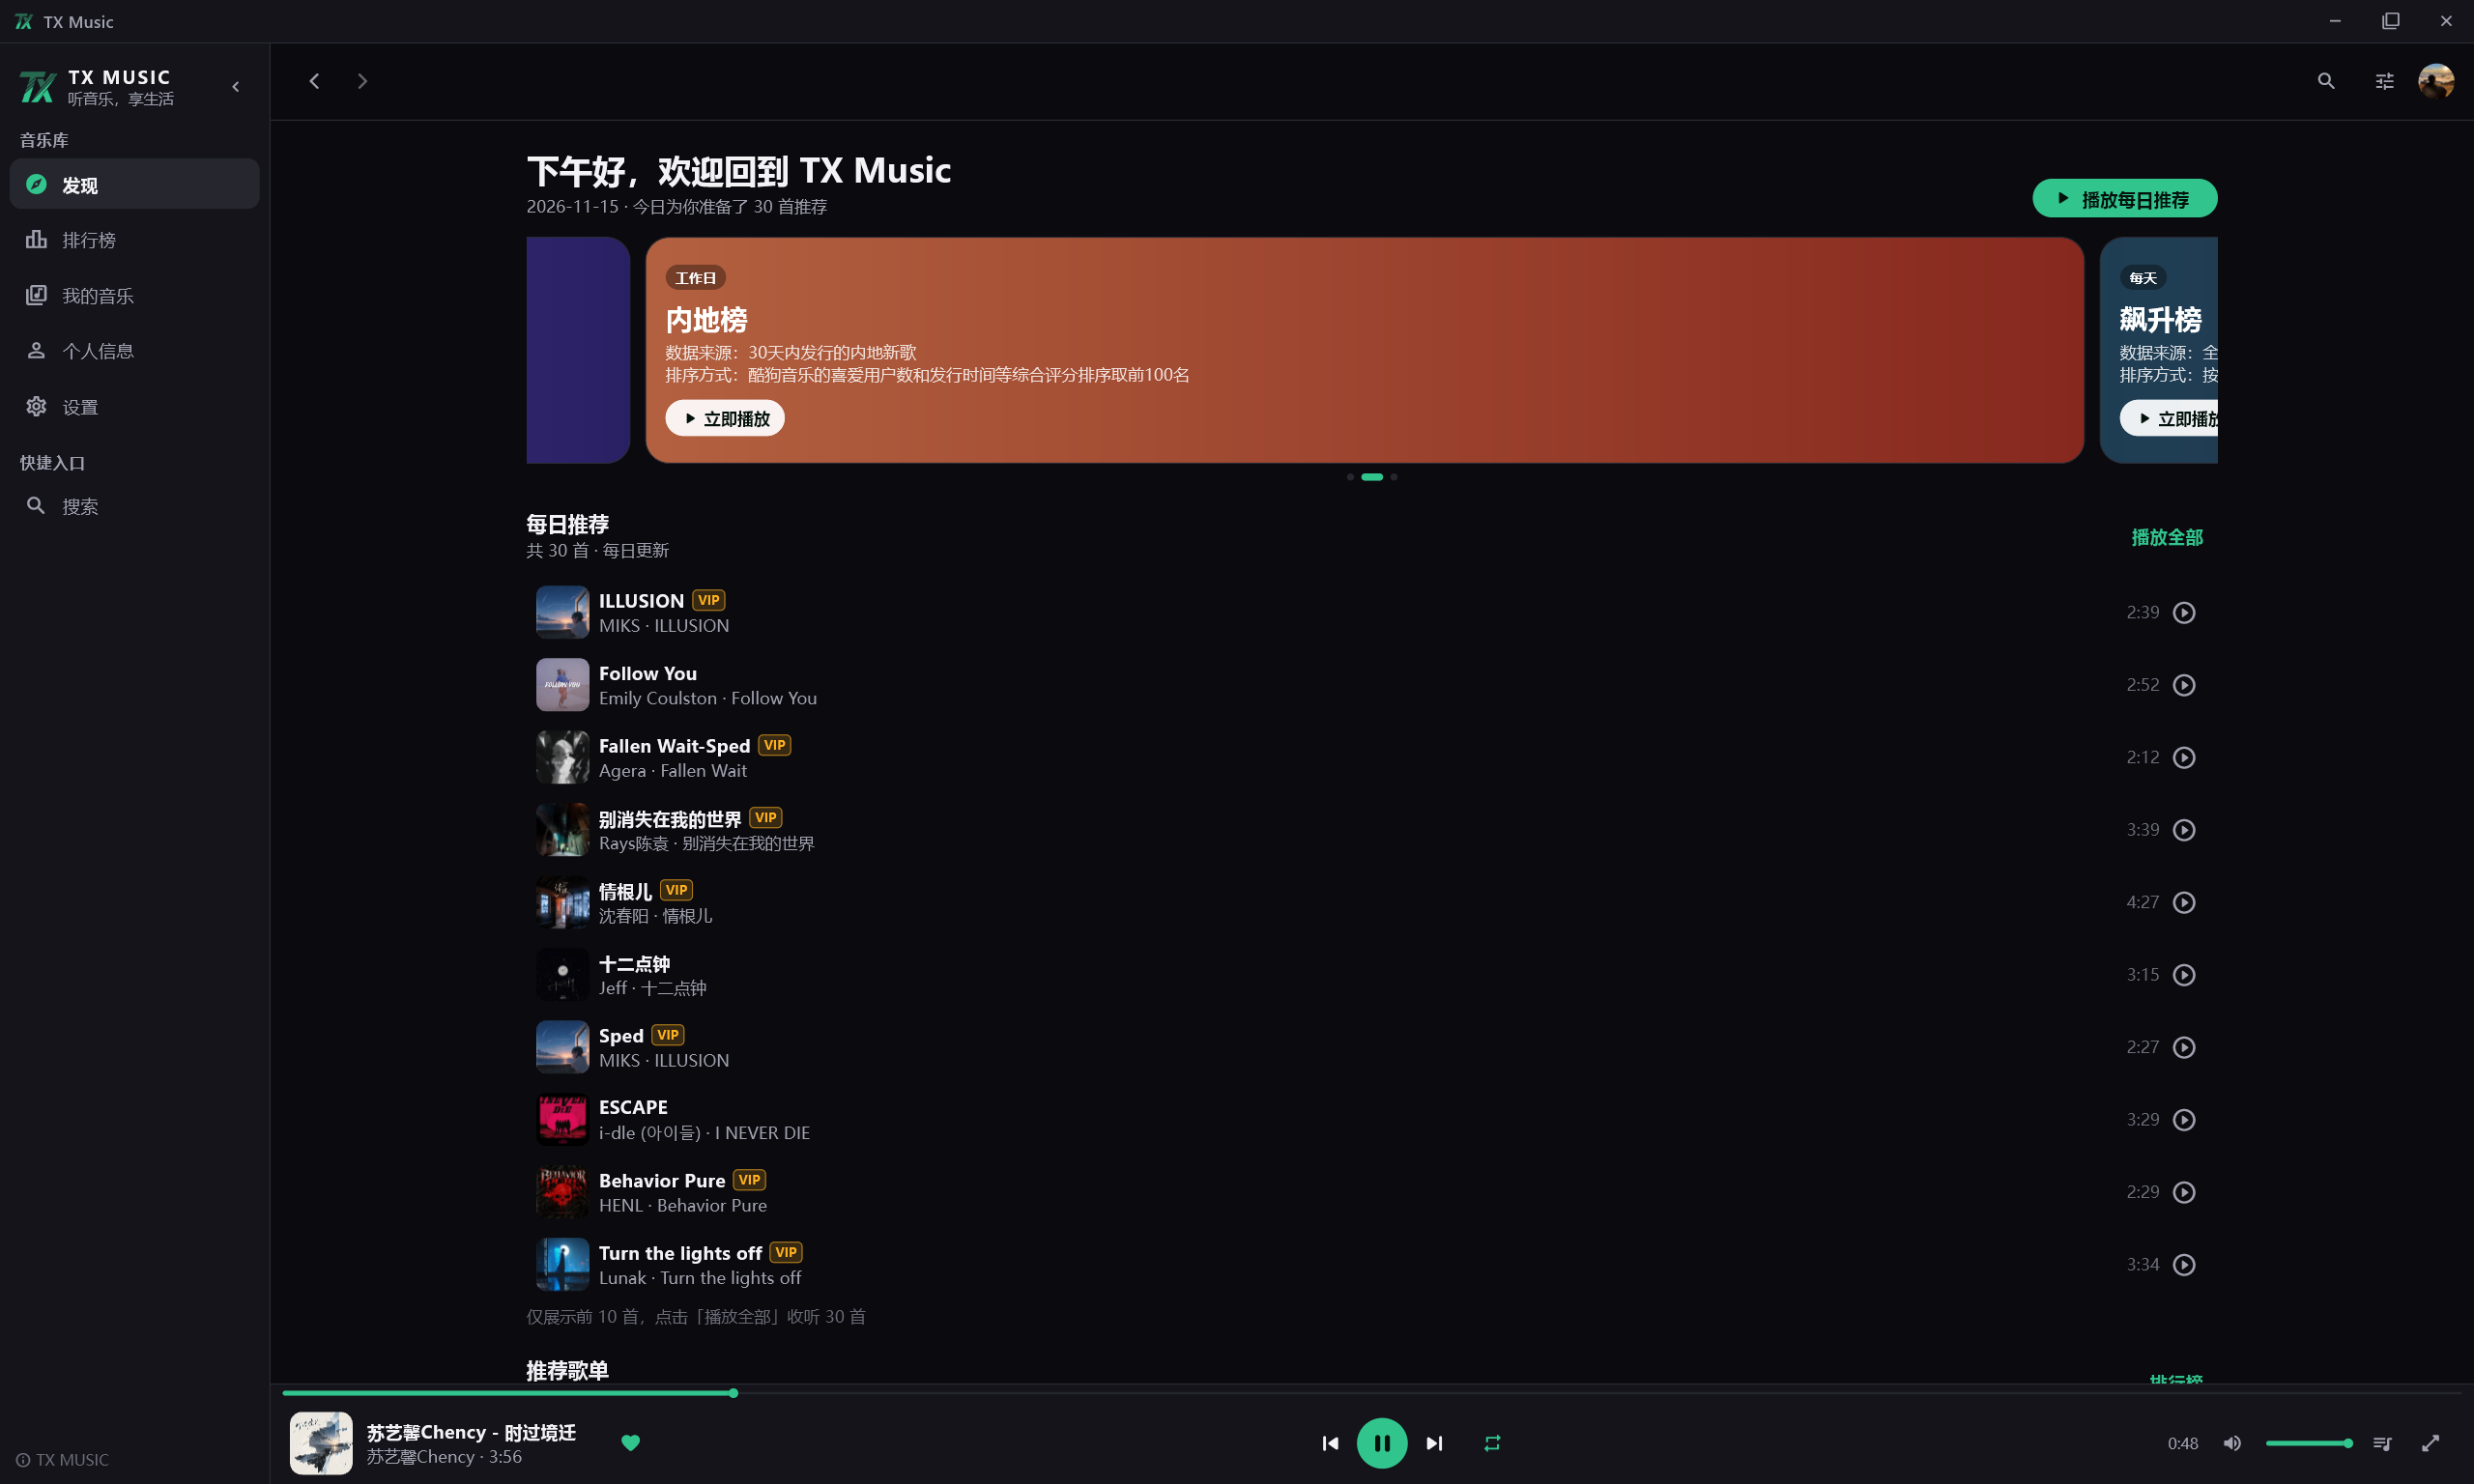 TX Music
TX MUSIC
听音乐，享生活
音乐库
发现
排行榜
我的音乐
个人信息
设置
快捷入口
搜索
TX MUSIC
下午好，欢迎回到 TX Music
2026-11-15 · 今日为你准备了 30 首推荐
播放每日推荐
工作日
内地榜
数据来源：30天内发行的内地新歌
排序方式：酷狗音乐的喜爱用户数和发行时间等综合评分排序取前100名
立即播放
每天
飙升榜
数据来源：全
排序方式：按
立即播放
每日推荐
共 30 首 · 每日更新
播放全部
ILLUSION VIP
MIKS · ILLUSION
2:39
FOLLOW YOU
Follow You
Emily Coulston · Follow You
2:52
Fallen Wait-Sped VIP
Agera · Fallen Wait
2:12
别消失在我的世界 VIP
Rays陈袁 · 别消失在我的世界
3:39
情根儿 VIP
沈春阳 · 情根儿
4:27
十二点钟
Jeff · 十二点钟
3:15
Sped VIP
MIKS · ILLUSION
2:27
ESCAPE
i-dle (아이들) · I NEVER DIE
3:29
BEHAVIOR
Behavior Pure VIP
HENL · Behavior Pure
2:29
Turn the lights off VIP
Lunak · Turn the lights off
3:34
仅展示前 10 首，点击「播放全部」收听 30 首
推荐歌单
排行榜
苏艺馨Chency - 时过境迁
苏艺馨Chency · 3:56
0:48